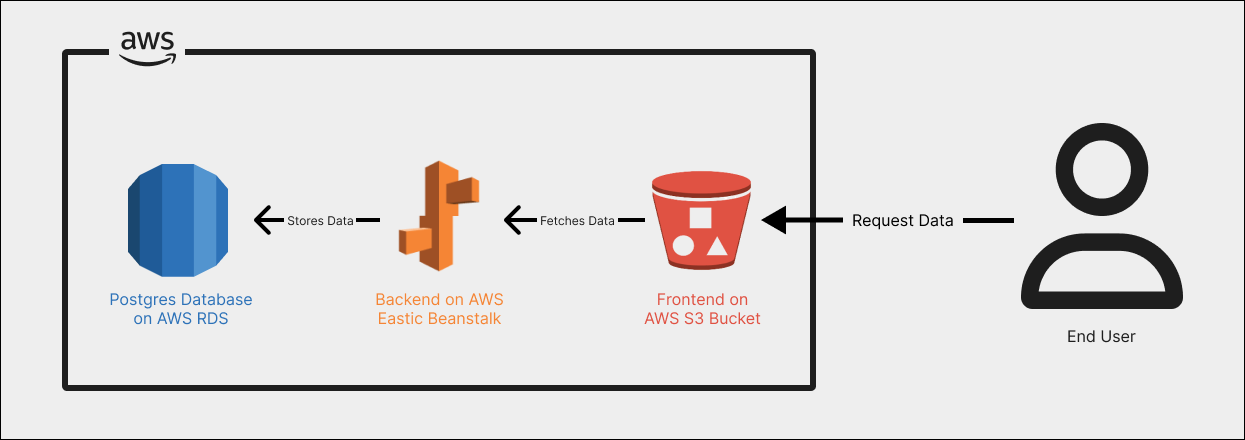 aws
Stores Data
Fetches Data
Request Data
Postgres Database
on AWS RDS
Backend on AWS
Eastic Beanstalk
Frontend on
AWS S3 Bucket
End User